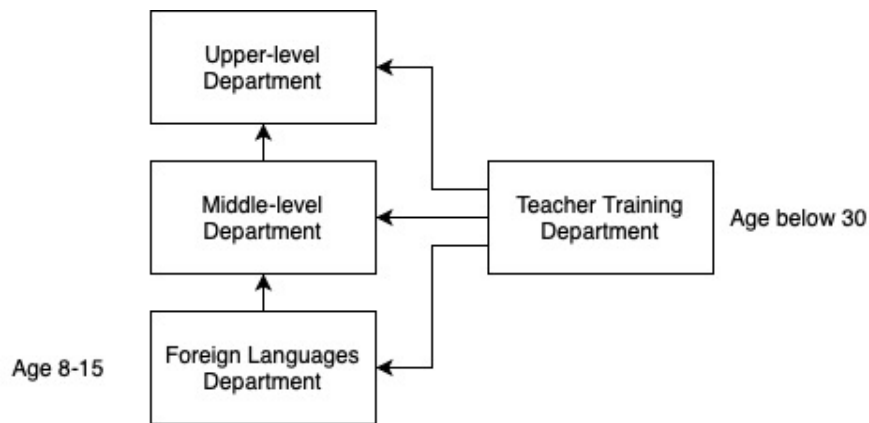 Upper-level
Department
Middle-level
Department
Teacher Training
Department
Age below 30
Foreign Languages
Department
Age 8-15